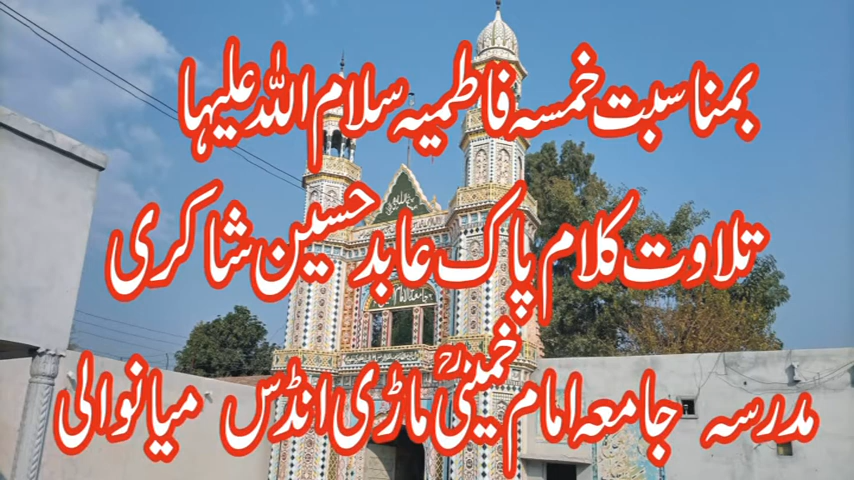 بمناسبت خمسہ فاطمیہ سلام اللہ علیہا
تلاوت کلام پاک عابد حسین شاکری
مدرسہ جامعہ امام خمینیؒ ماڑی انڈس میانوالی